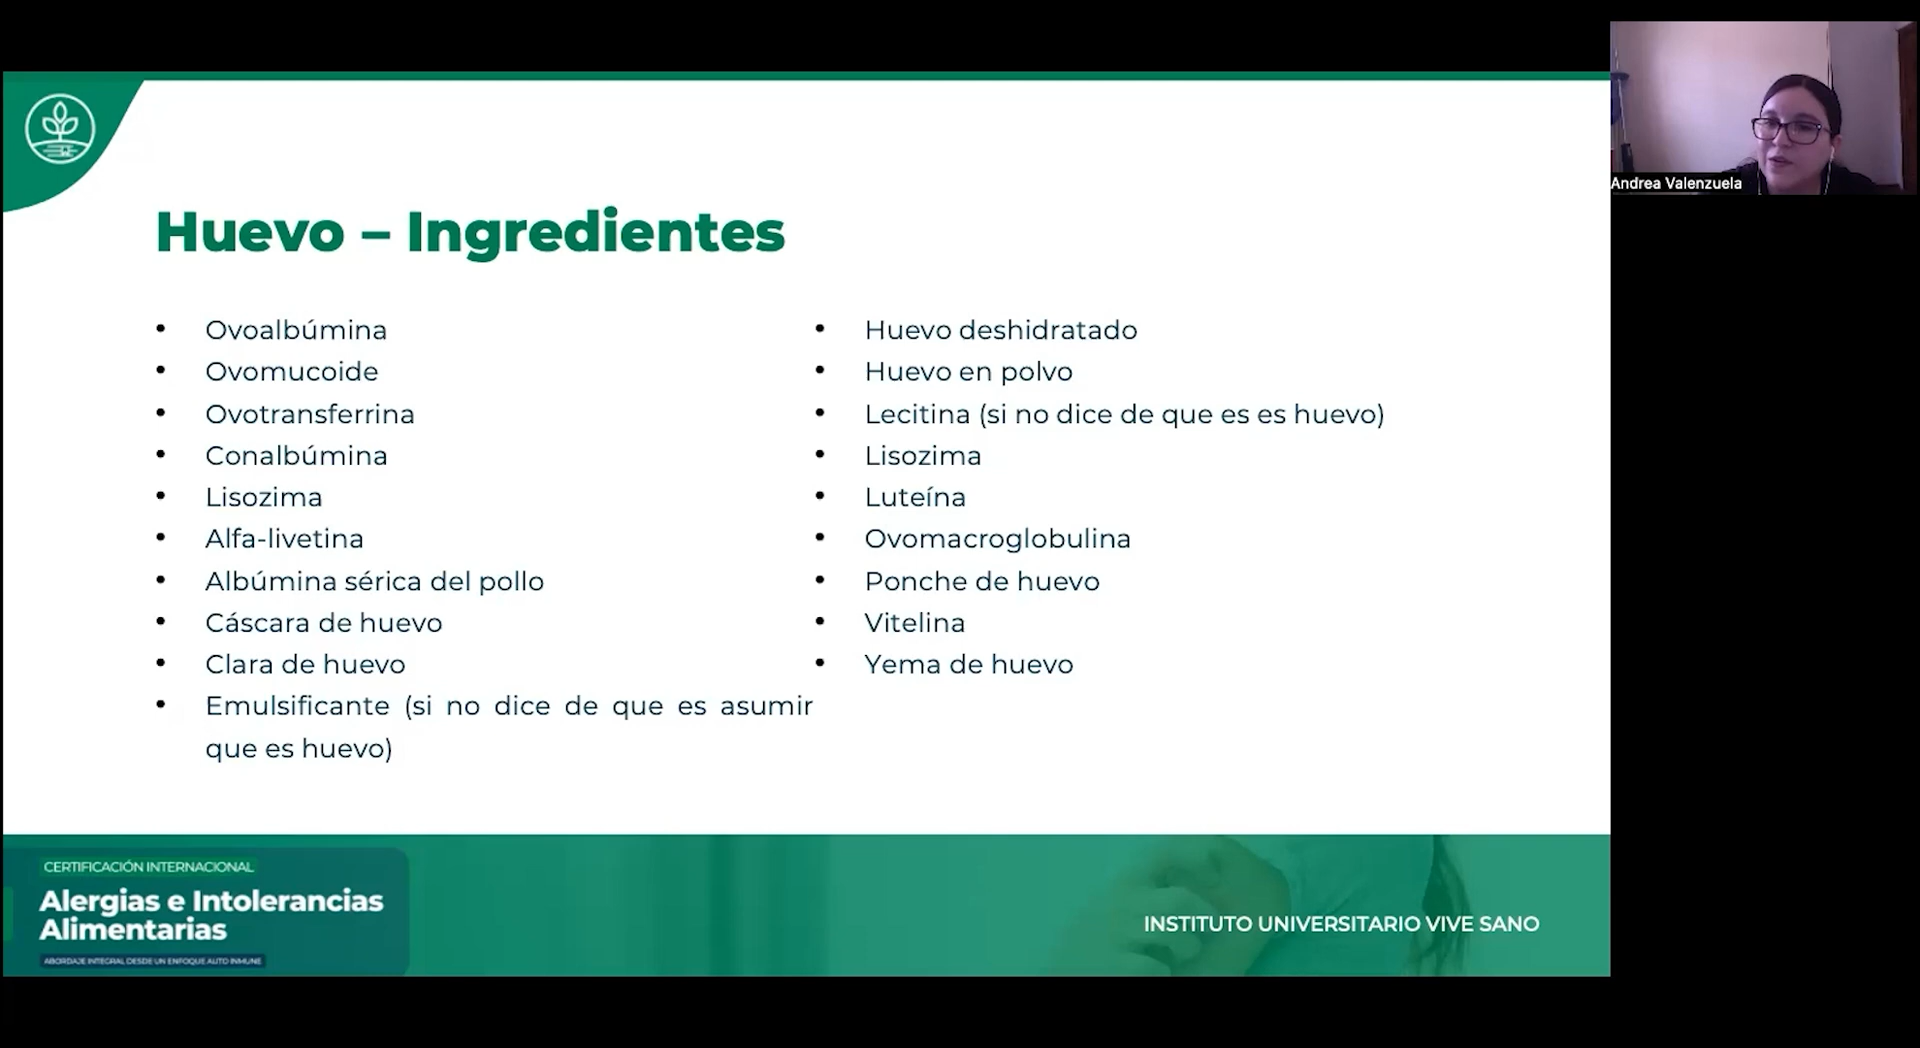 Andrea Valenzuela
Huevo – Ingredientes
• Ovoalbúmina
• Ovomucoide
• Ovotransferrina
• Conalbúmina
• Lisozima
• Alfa-livetina
• Albúmina sérica del pollo
• Cáscara de huevo
• Clara de huevo
• Emulsificante (si no dice de que es asumir
que es huevo)
• Huevo deshidratado
• Huevo en polvo
• Lecitina (si no dice de que es es huevo)
• Lisozima
• Luteína
• Ovomacroglobulina
• Ponche de huevo
• Vitelina
• Yema de huevo
CERTIFICACIÓN INTERNACIONAL
Alergias e Intolerancias
Alimentarias
ABORDAJE INTEGRAL DESDE UN ENFOQUE AUTO INMUNE
INSTITUTO UNIVERSITARIO VIVE SANO